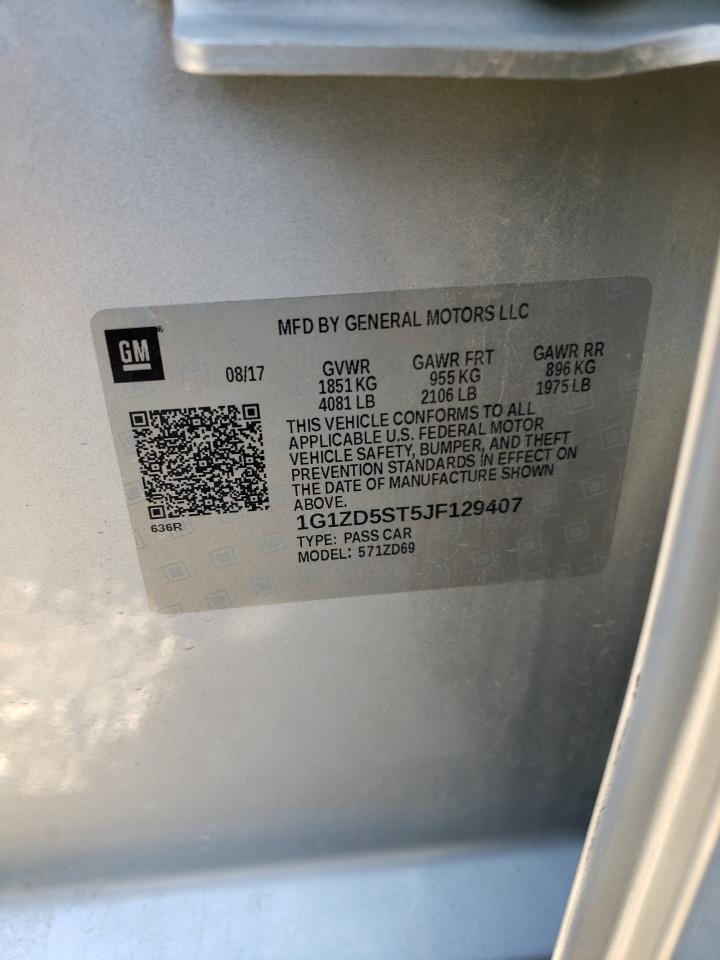 MFD BY GENERAL MOTORS LLC
GM
08/17
GVWR
1851 KG
4081 LB
GAWR FRT
955 KG
2106 LB
GAWR RR
896 KG
1975 LB
THIS VEHICLE CONFORMS TO ALL
APPLICABLE U.S. FEDERAL MOTOR
VEHICLE SAFETY, BUMPER, AND THEFT
PREVENTION STANDARDS IN EFFECT ON
THE DATE OF MANUFACTURE SHOWN
ABOVE.
636R
1G1ZD5ST5JF129407
TYPE: PASS CAR
MODEL: 571ZD69